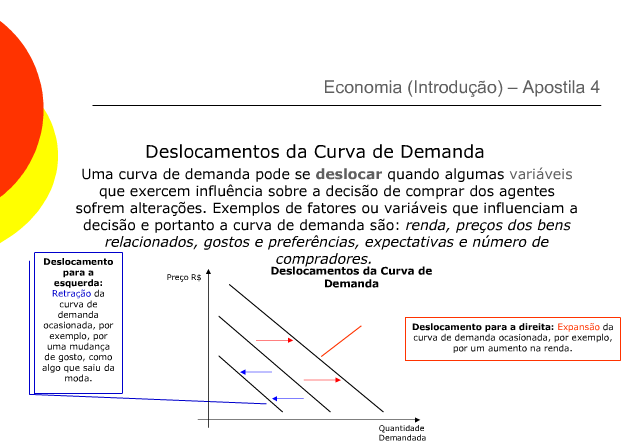 Economia (Introdução) – Apostila 4
Deslocamentos da Curva de Demanda
Uma curva de demanda pode se deslocar quando algumas variáveis
que exercem influência sobre a decisão de comprar dos agentes
sofrem alterações. Exemplos de fatores ou variáveis que influenciam a
decisão e portanto a curva de demanda são: renda, preços dos bens
relacionados, gostos e preferências, expectativas e número de
compradores.
Deslocamento
para a
esquerda:
Retração da
curva de
demanda
ocasionada, por
exemplo, por
uma mudança
de gosto, como
algo que saiu da
moda.
Preço R$
Deslocamentos da Curva de
Demanda
Deslocamento para a direita: Expansão da
curva de demanda ocasionada, por exemplo,
por um aumento na renda.
Quantidade
Demandada